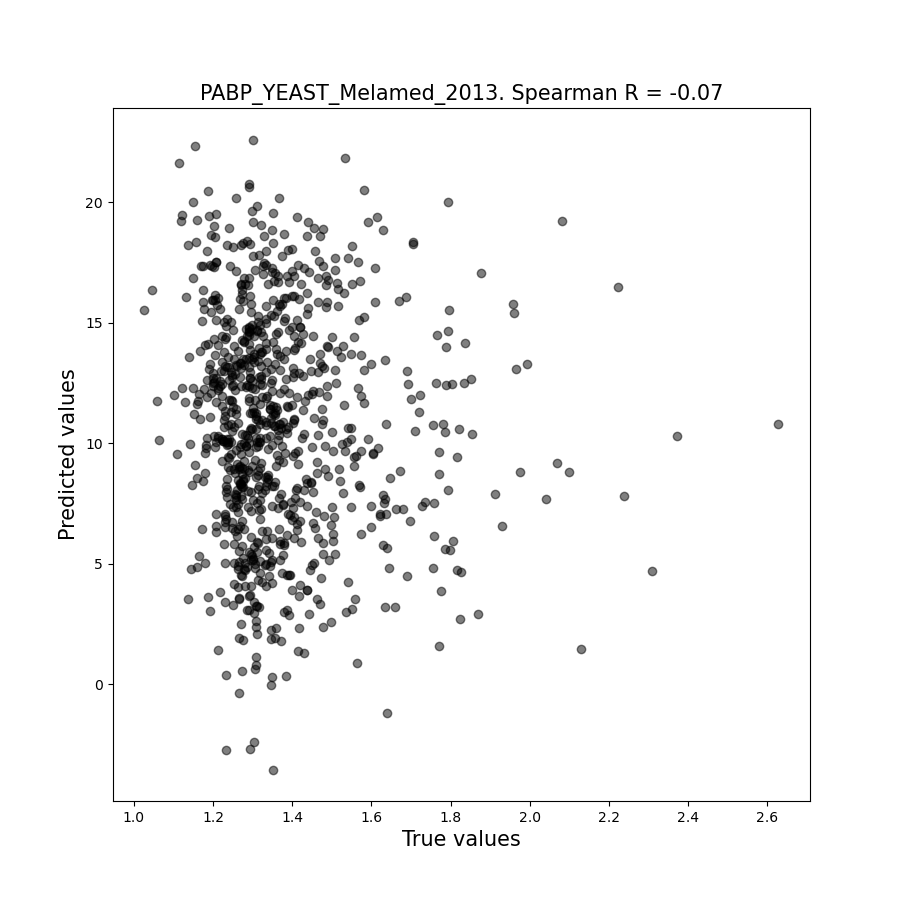 PABP_YEAST_Melamed_2013. Spearman R = -0.07
Predicted values
20
15
10
5
0
1.0 1.2 1.4 1.6 1.8 2.0 2.2 2.4 2.6
True values